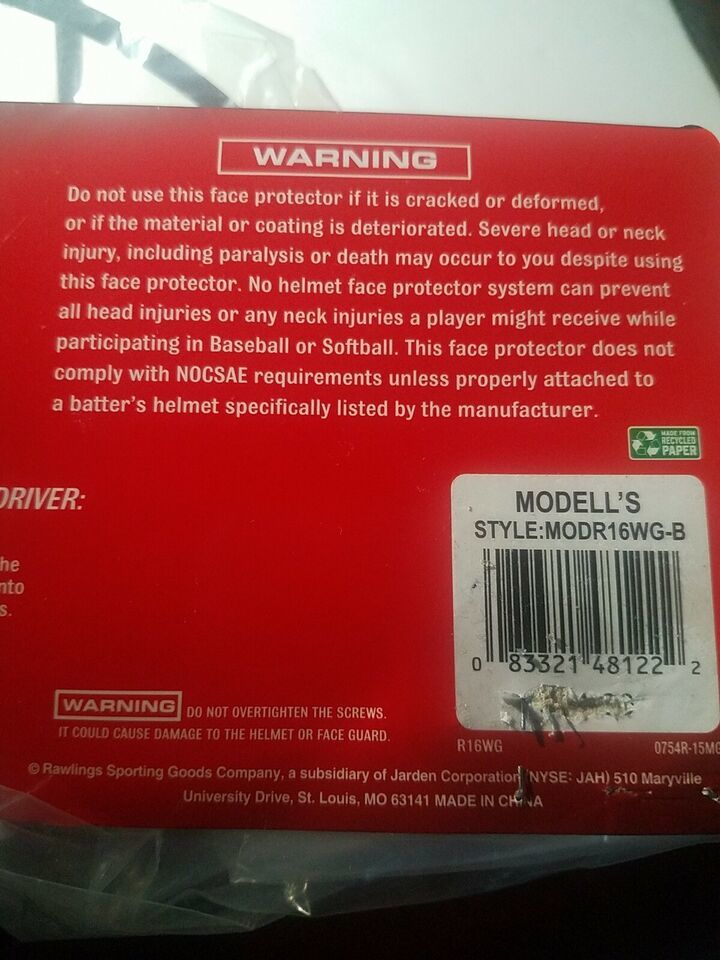 WARNING
Do not use this face protector if it is cracked or deformed,
or if the material or coating is deteriorated. Severe head or neck
injury, including paralysis or death may occur to you despite using
this face protector. No helmet face protector system can prevent
all head injuries or any neck injuries a player might receive while
participating in Baseball or Softball. This face protector does not
comply with NOCSAE requirements unless properly attached to
a batter's helmet specifically listed by the manufacturer.
MADE FROM
RECYCLED
PAPER
DRIVER:
he
nto
s.
MODELL'S
STYLE:MODR16WG-B
0 83321 48122 2
WARNING DO NOT OVERTIGHTEN THE SCREWS.
IT COULD CAUSE DAMAGE TO THE HELMET OR FACE GUARD.
R16WG
0754R-15MG
© Rawlings Sporting Goods Company, a subsidiary of Jarden Corporation (NYSE: JAH) 510 Maryville
University Drive, St. Louis, MO 63141 MADE IN CHINA